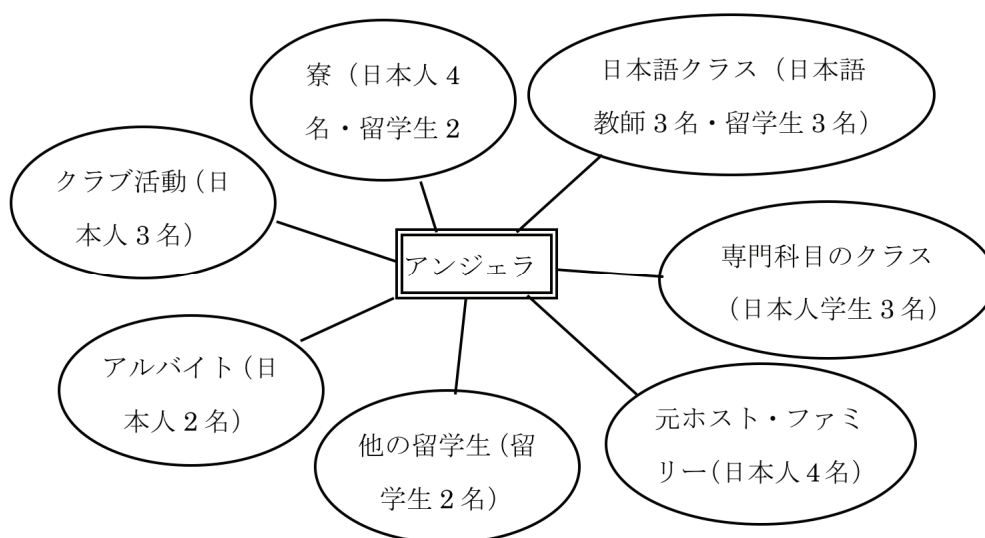 寮（日本人 4
名・留学生 2
日本語クラス（日本語
教師 3 名・留学生 3 名）
クラブ活動（日
本人 3 名）
アンジェラ
専門科目のクラス
（日本人学生 3 名）
アルバイト（日
本人 2 名）
他の留学生（留
学生 2 名）
元ホスト・ファミ
リー（日本人 4 名）